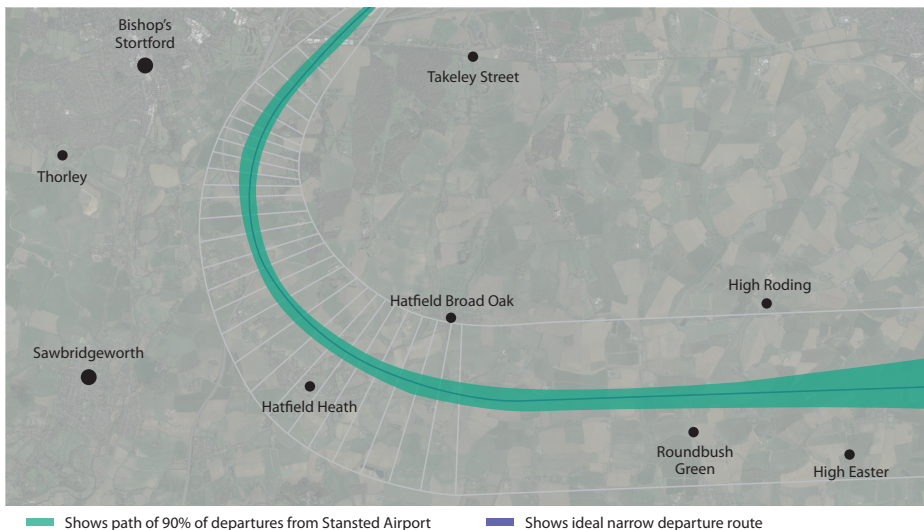 Bishop's
Stortford
Takeley Street
Thorley
High Roding
Hatfield Broad Oak
Sawbridgeworth
Hatfield Heath
Roundbush
Green
High Easter
Shows path of 90% of departures from Stansted Airport
Shows ideal narrow departure route